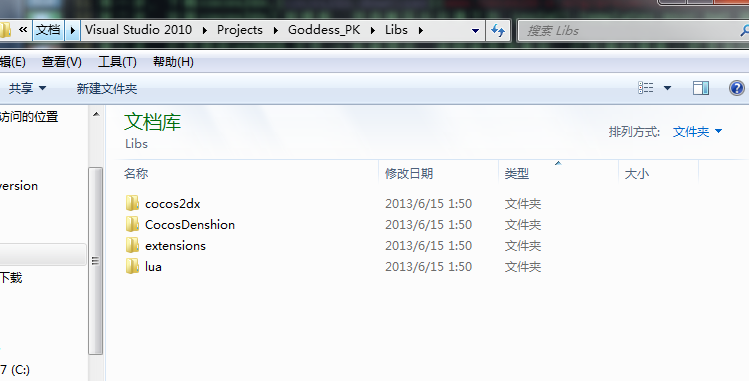 « 文档 Visual Studio 2010 Projects Goddess_PK Libs 搜索 Libs
辑(E) 查看(V) 工具(T) 帮助(H)
共享 新建文件夹
访问的位置
文档库
Libs
排列方式: 文件夹
名称 修改日期 类型 大小
version
cocos2dx 2013/6/15 1:50 文件夹
CocosDenshion 2013/6/15 1:50 文件夹
extensions 2013/6/15 1:50 文件夹
lua 2013/6/15 1:50 文件夹
下载
7 (C:)